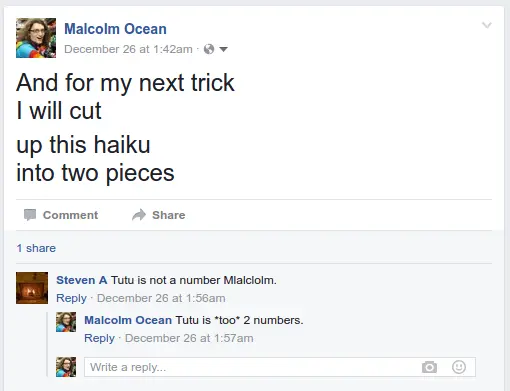 Malcolm Ocean
December 26 at 1:42am ·
And for my next trick
I will cut
up this haiku
into two pieces
Comment Share
1 share
Steven A Tutu is not a number Mlalclolm.
Reply · December 26 at 1:56am
Malcolm Ocean Tutu is *too* 2 numbers.
Reply · December 26 at 1:57am
Write a reply...